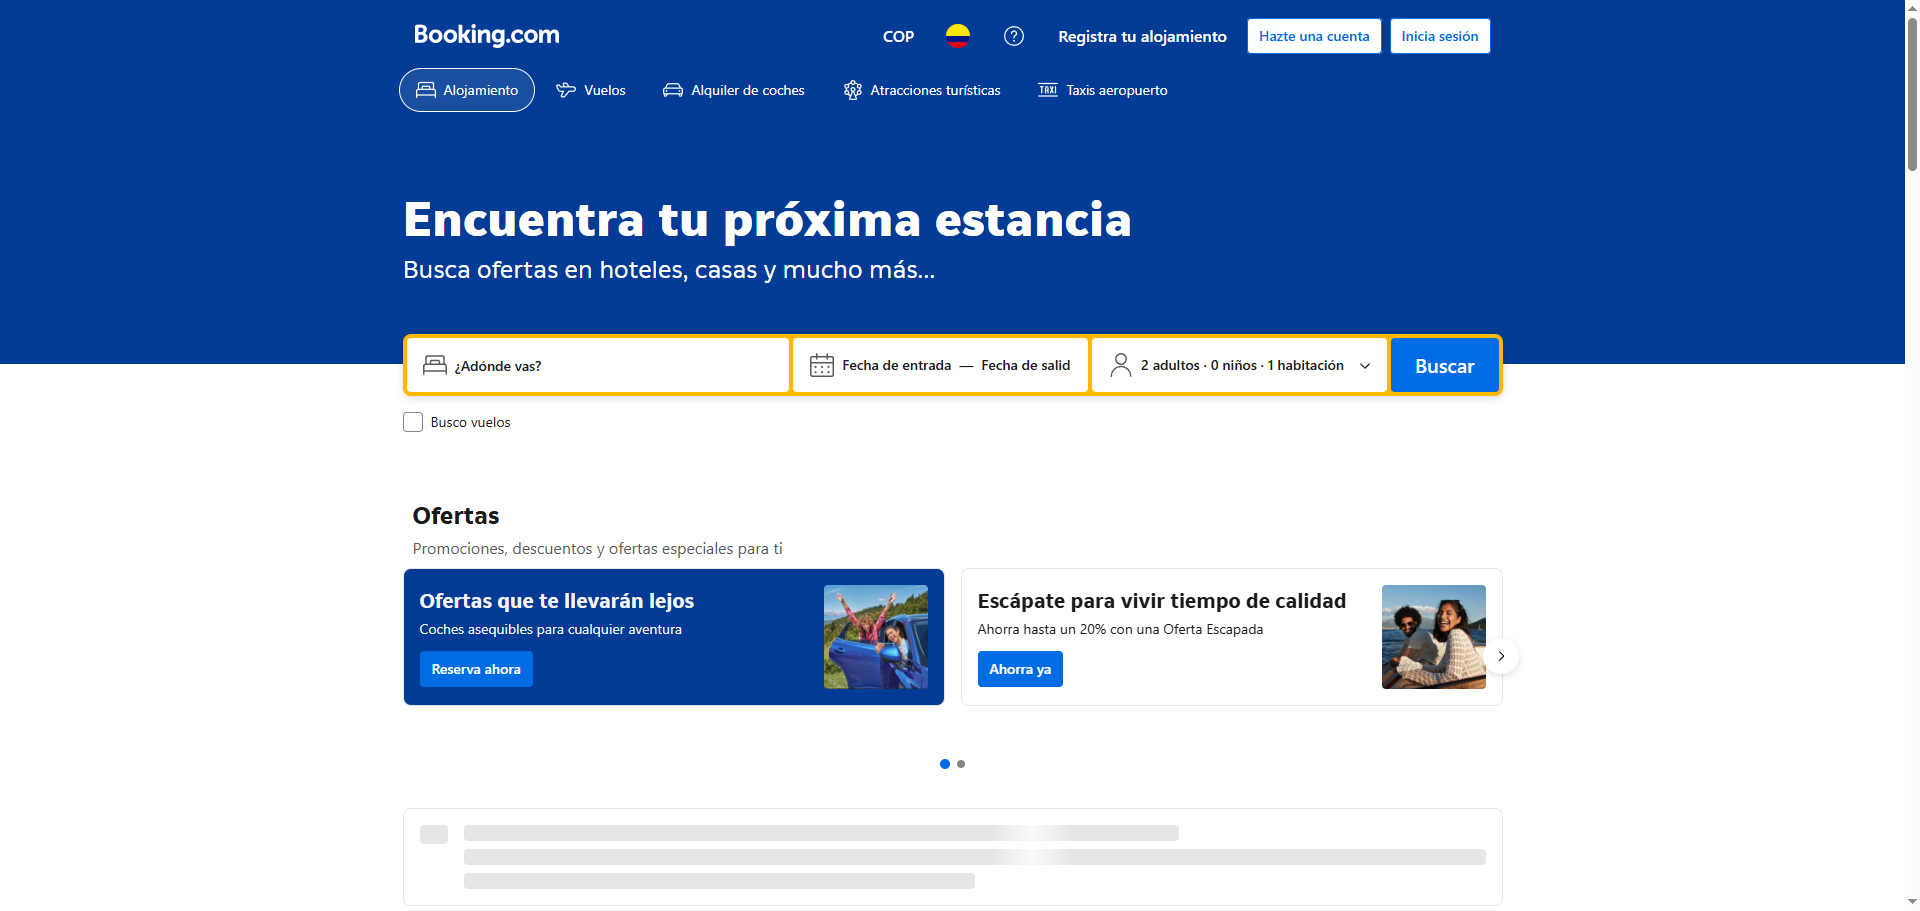 Booking.com
COP
Registra tu alojamiento
Hazte una cuenta
Inicia sesión
Alojamiento
Vuelos
Alquiler de coches
Atracciones turísticas
TAXI
Taxis aeropuerto
Encuentra tu próxima estancia
Busca ofertas en hoteles, casas y mucho más...
¿Adónde vas?
Fecha de entrada — Fecha de salid
2 adultos · 0 niños · 1 habitación
Buscar
Busco vuelos
Ofertas
Promociones, descuentos y ofertas especiales para ti
Ofertas que te llevarán lejos
Coches asequibles para cualquier aventura
Reserva ahora
Escápate para vivir tiempo de calidad
Ahorra hasta un 20% con una Oferta Escapada
Ahorra ya